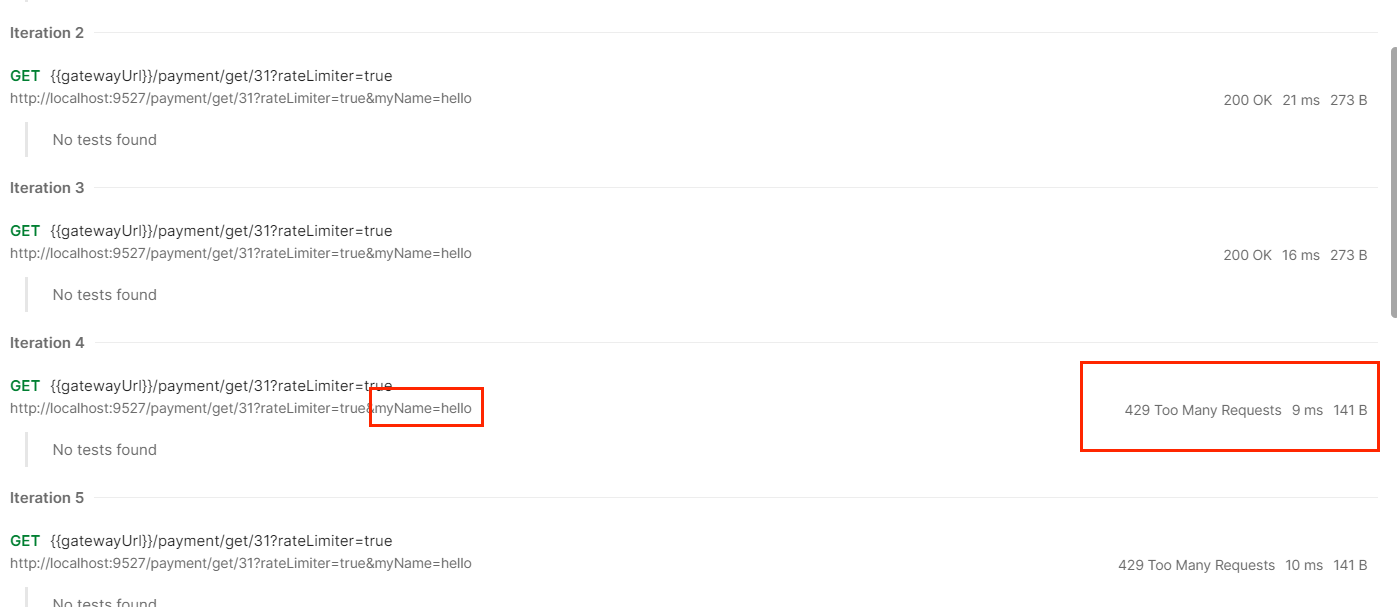 Iteration 2
GET {{gatewayUrl}}/payment/get/31?rateLimiter=true
http://localhost:9527/payment/get/31?rateLimiter=true&myName=hello
200 OK 21 ms 273 B
No tests found
Iteration 3
GET {{gatewayUrl}}/payment/get/31?rateLimiter=true
http://localhost:9527/payment/get/31?rateLimiter=true&myName=hello
200 OK 16 ms 273 B
No tests found
Iteration 4
GET {{gatewayUrl}}/payment/get/31?rateLimiter=true
http://localhost:9527/payment/get/31?rateLimiter=true&myName=hello
429 Too Many Requests 9 ms 141 B
No tests found
Iteration 5
GET {{gatewayUrl}}/payment/get/31?rateLimiter=true
http://localhost:9527/payment/get/31?rateLimiter=true&myName=hello
429 Too Many Requests 10 ms 141 B
No tests found